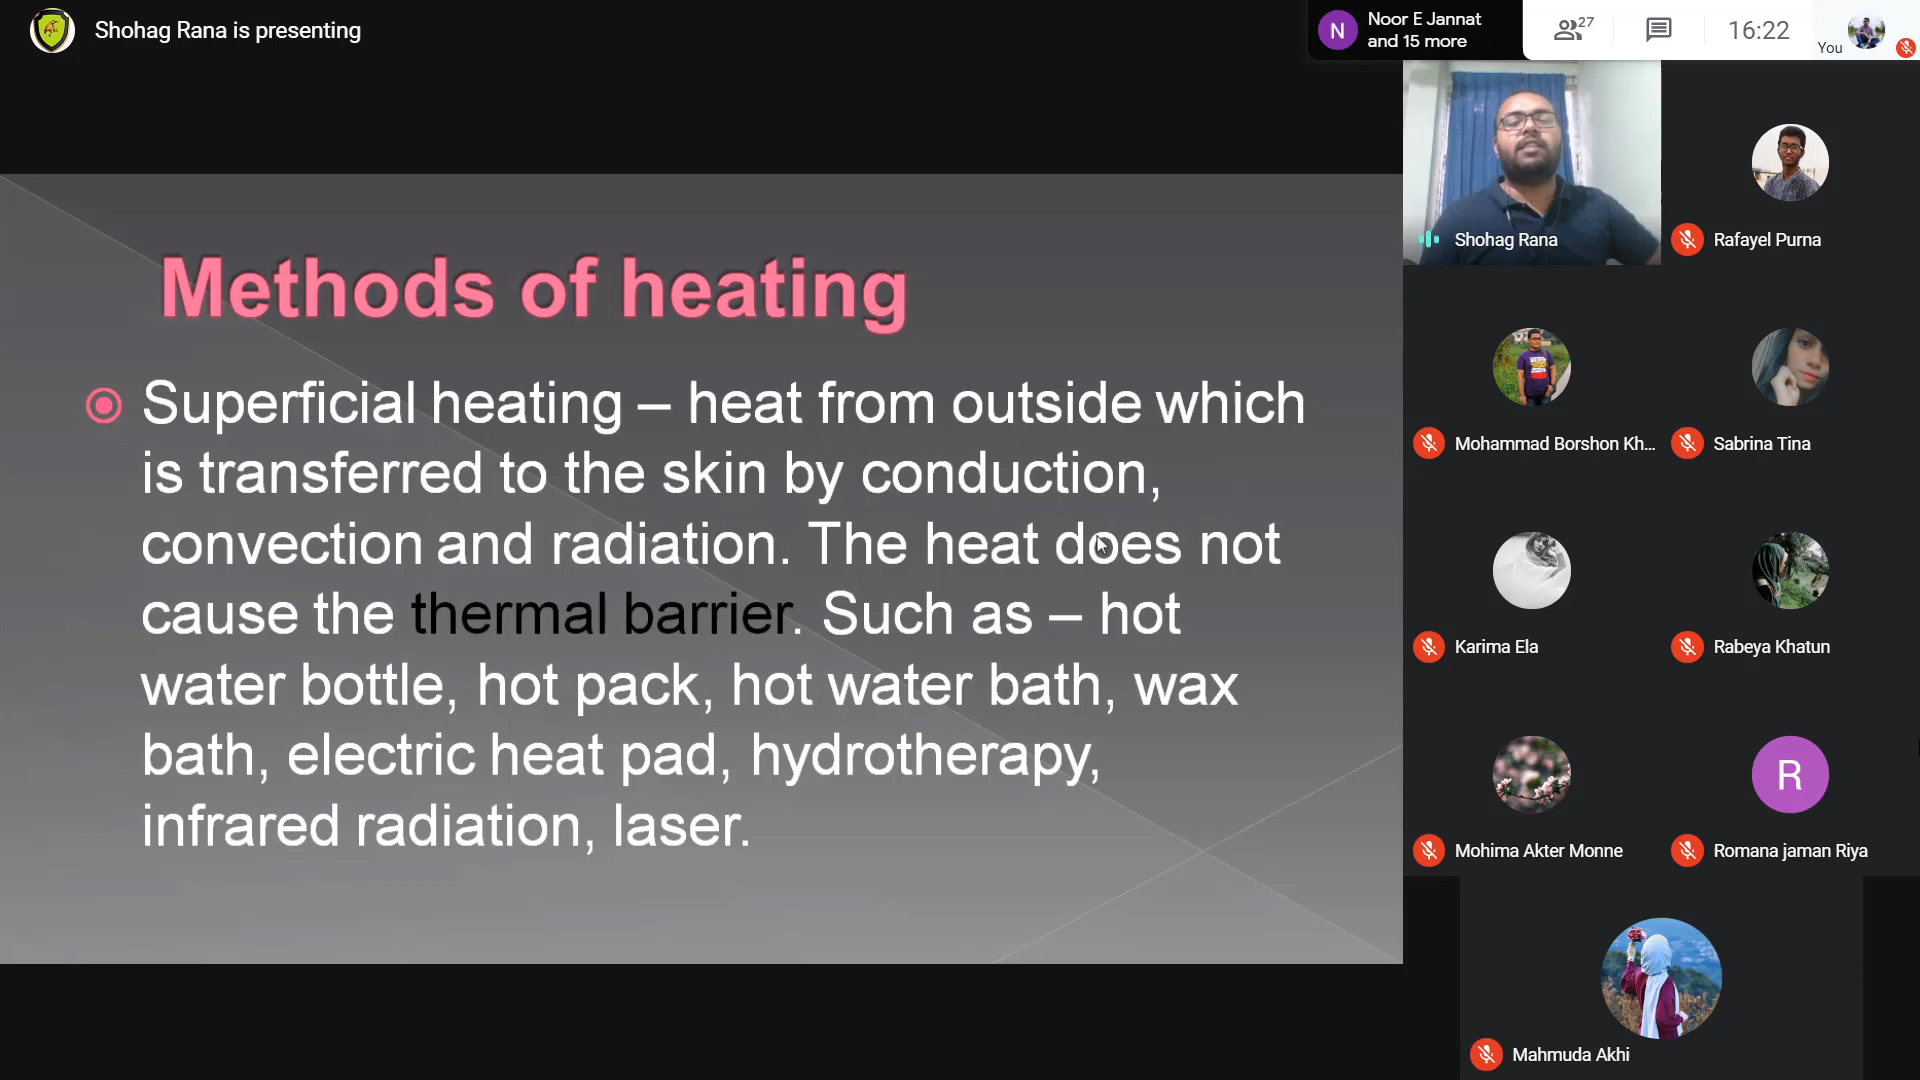 Shohag Rana is presenting
N
Noor E Jannat
and 15 more
27
16:22
You
Methods of heating
Superficial heating – heat from outside which
is transferred to the skin by conduction,
convection and radiation. The heat does not
cause the thermal barrier. Such as – hot
water bottle, hot pack, hot water bath, wax
bath, electric heat pad, hydrotherapy,
infrared radiation, laser.
Shohag Rana
Rafayel Purna
Mohammad Borshon Kh...
Sabrina Tina
Karima Ela
Rabeya Khatun
R
Mohima Akter Monne
Romana jaman Riya
Mahmuda Akhi